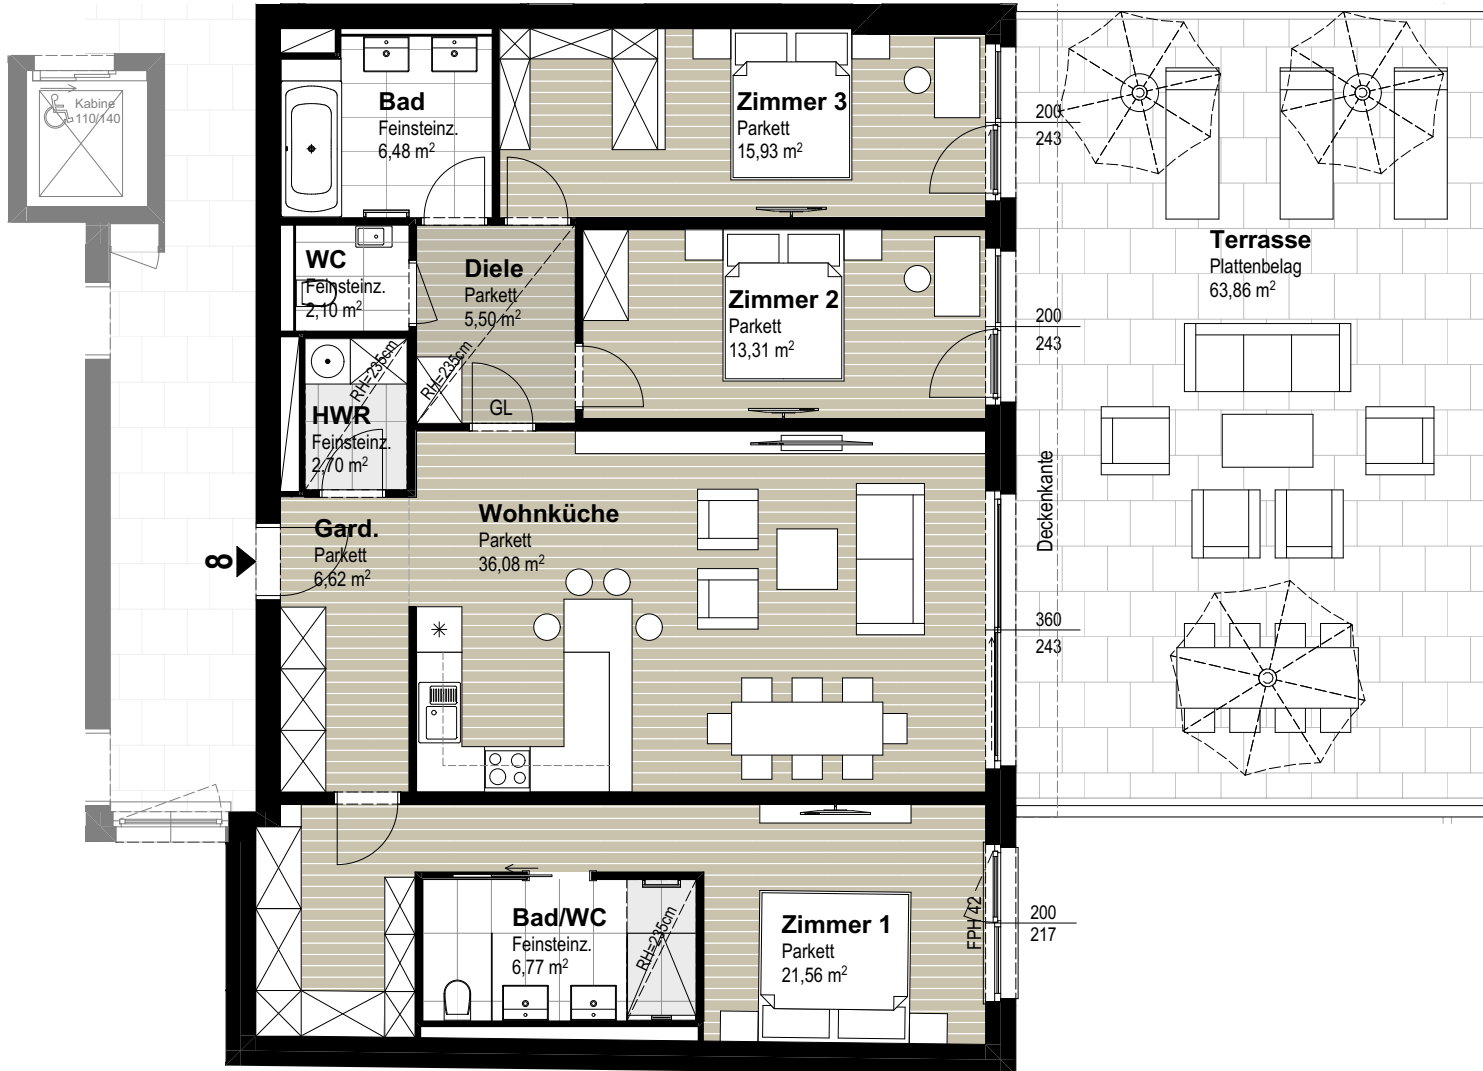 Kabine
110/140
Bad
Feinsteinz.
6,48 m²
Zimmer 3
Parkett
15,93 m²
200
243
WC
Feinsteinz.
2,10 m²
Diele
Parkett
5,50 m²
Zimmer 2
Parkett
13,31 m²
200
243
Terrasse
Plattenbelag
63,86 m²
RH=235cm
RH=235cm
GL
HWR
Feinsteinz.
2,70 m²
Deckenkante
8
Gard.
Parkett
6,62 m²
Wohnküche
Parkett
36,08 m²
360
243
Bad/WC
Feinsteinz.
6,77 m²
RH=235cm
Zimmer 1
Parkett
21,56 m²
FPH 42
200
217